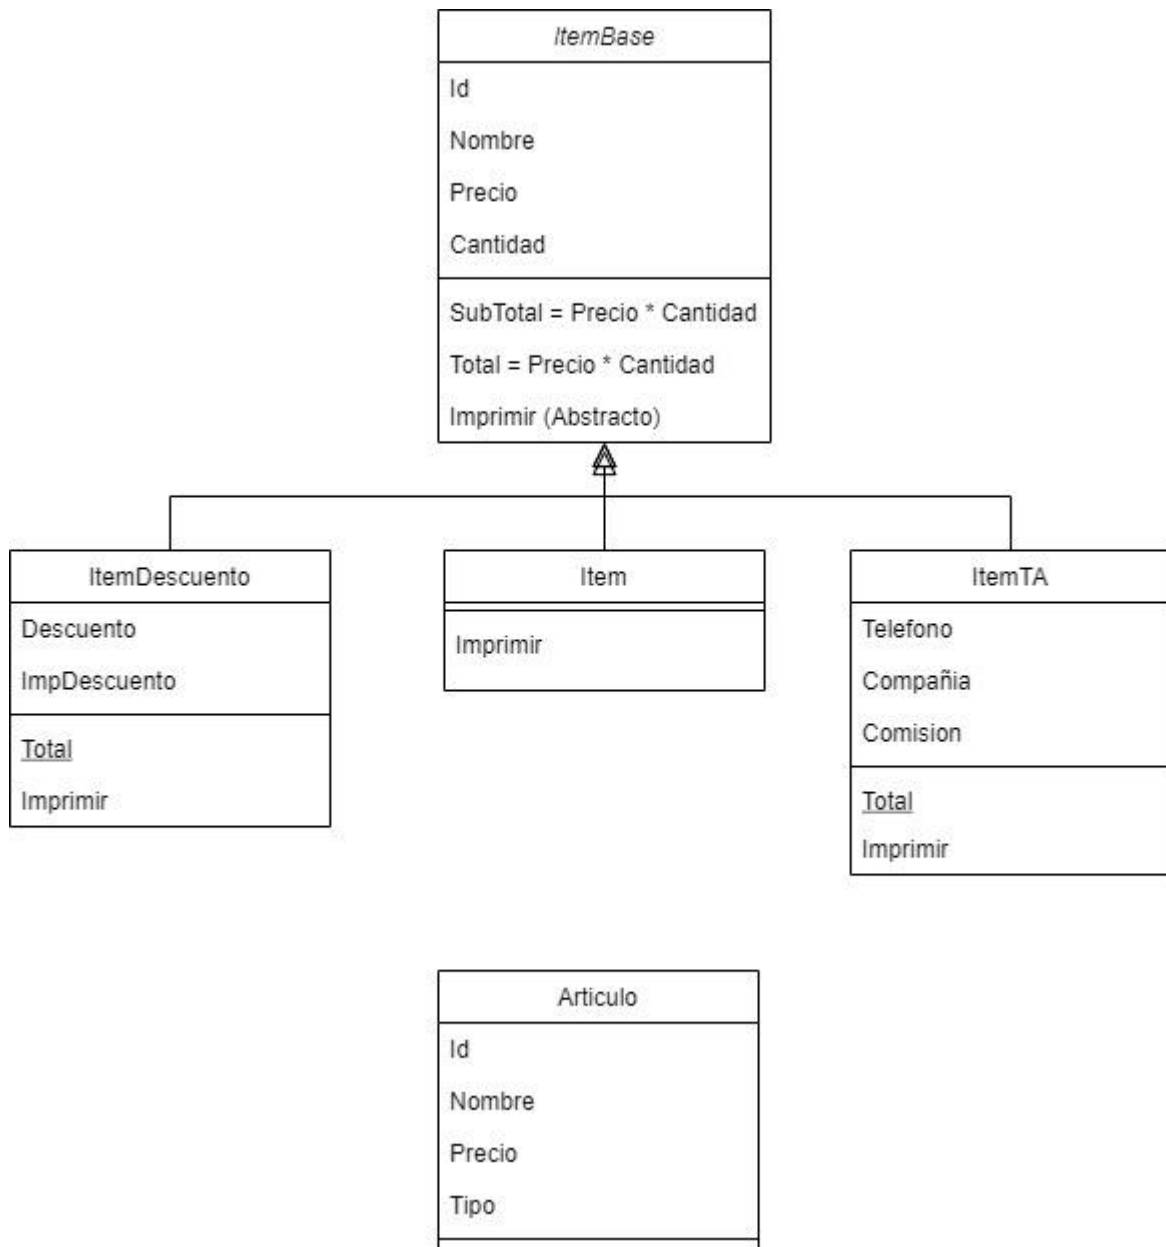 ItemBase
Id
Nombre
Precio
Cantidad
SubTotal = Precio * Cantidad
Total = Precio * Cantidad
Imprimir (Abstracto)
ItemDescuento
Descuento
ImpDescuento
Total
Imprimir
Item
Imprimir
ItemTA
Telefono
Compañia
Comision
Total
Imprimir
Articulo
Id
Nombre
Precio
Tipo